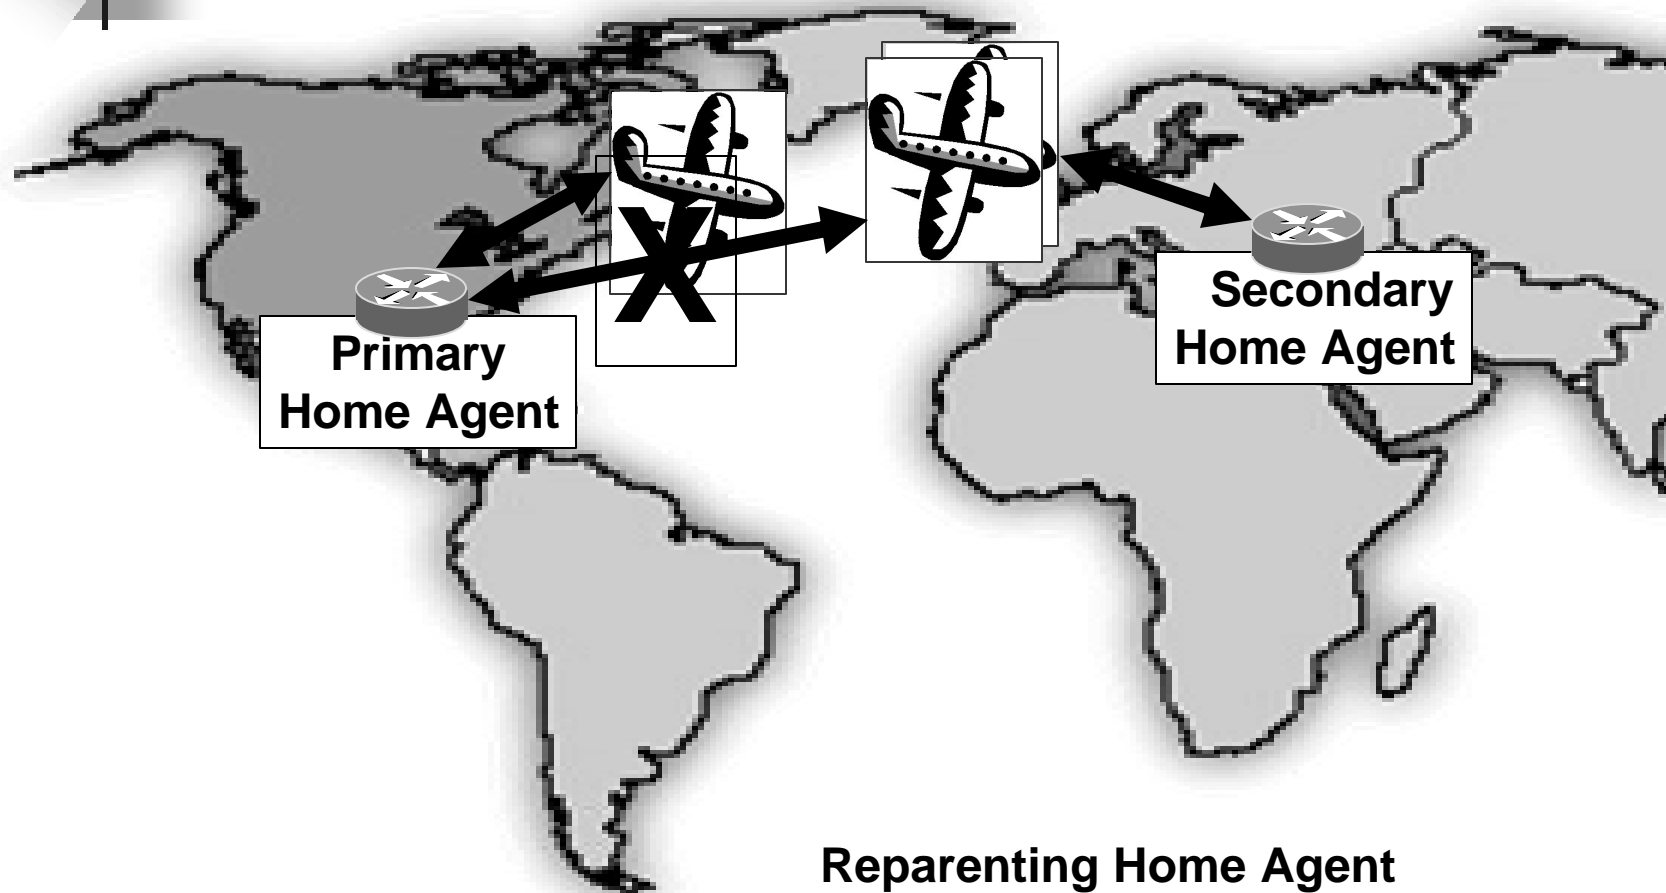 X
Primary
Home Agent
Secondary
Home Agent
Reparenting Home Agent